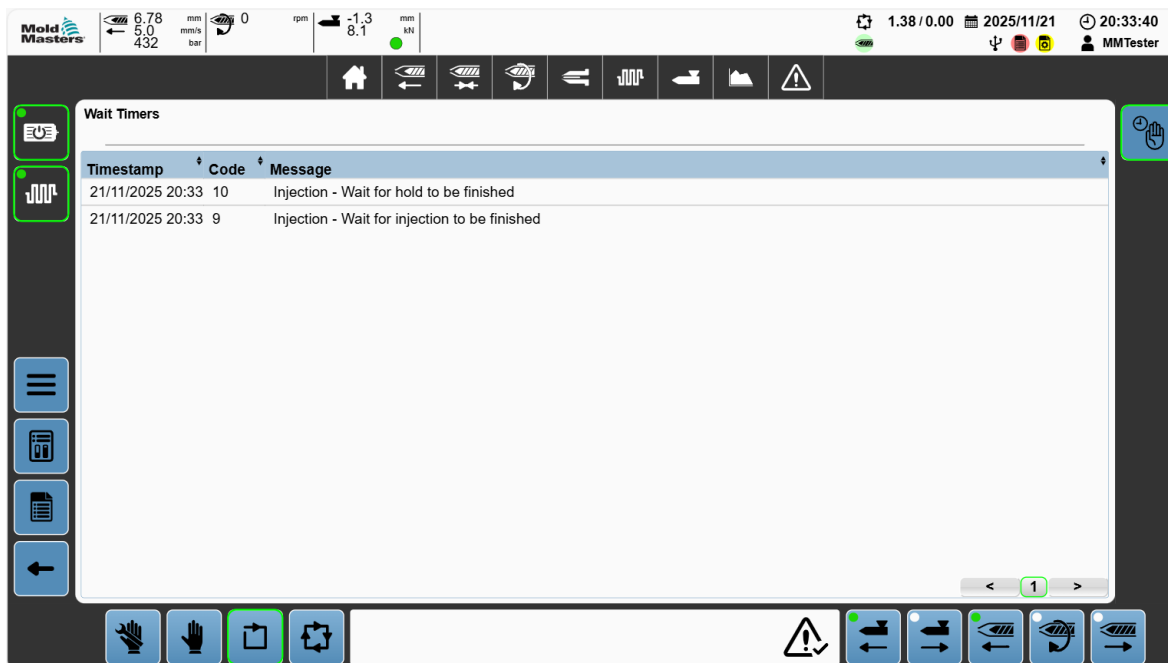 Mold Masters
6.78 mm
5.0 mm/s
432 bar
0 rpm
-1.3 mm
8.1 kN
1.38 / 0.00 2025/11/21 20:33:40
MMTester
Wait Timers
Timestamp Code Message
21/11/2025 20:33 10 Injection - Wait for hold to be finished
21/11/2025 20:33 9 Injection - Wait for injection to be finished
< 1 >